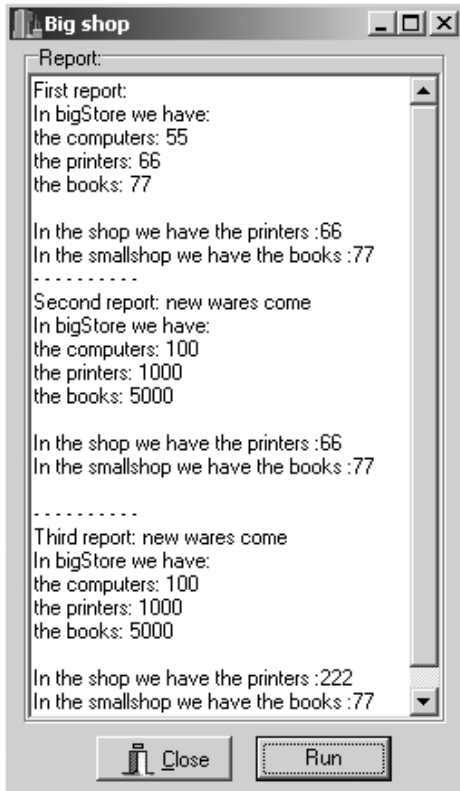 Big shop
Report:
First report:
In bigStore we have:
the computers: 55
the printers: 66
the books: 77
In the shop we have the printers :66
In the smallshop we have the books :77
- - - - - - - - - -
Second report: new wares come
In bigStore we have:
the computers: 100
the printers: 1000
the books: 5000
In the shop we have the printers :66
In the smallshop we have the books :77
- - - - - - - - - -
Third report: new wares come
In bigStore we have:
the computers: 100
the printers: 1000
the books: 5000
In the shop we have the printers :222
In the smallshop we have the books :77
Close
Run